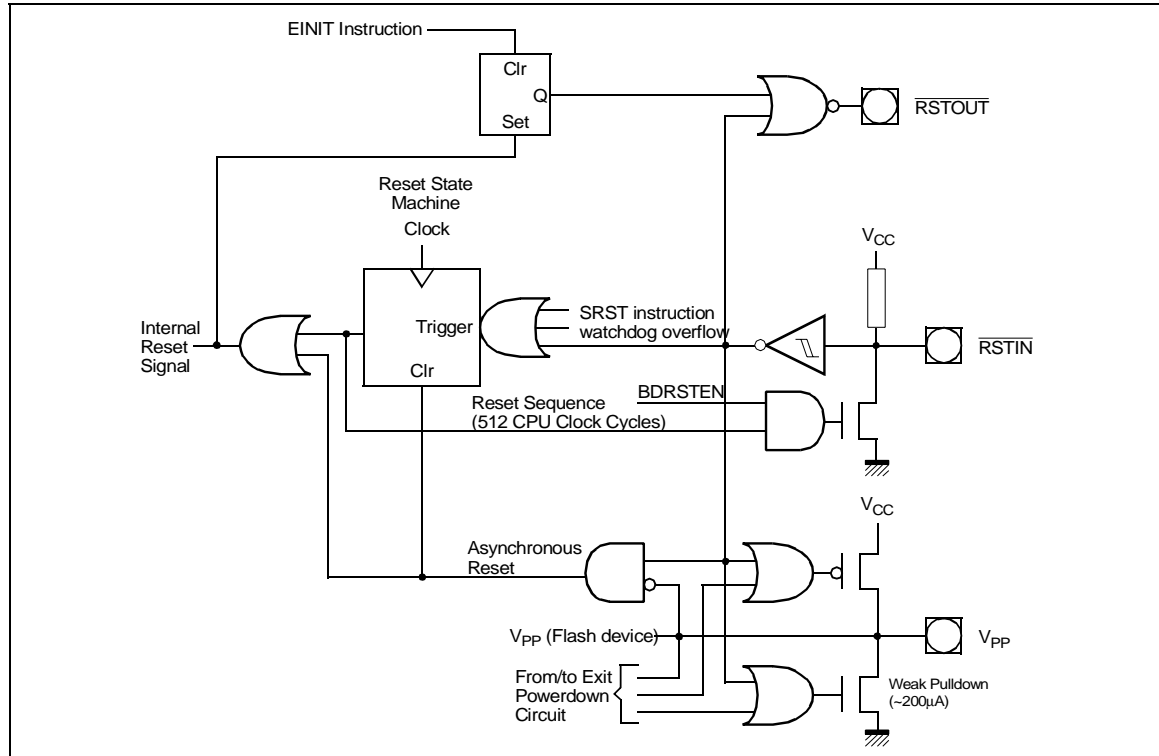 EINIT Instruction
Clr
Q
Set
RSTOUT
Reset State
Machine
Clock
VCC
Internal
Reset
Signal
Trigger
Clr
SRST instruction
watchdog overflow
RSTIN
BDRSTEN
Reset Sequence
(512 CPU Clock Cycles)
VCC
Asynchronous
Reset
VPP (Flash device)
VPP
From/to Exit
Powerdown
Circuit
Weak Pulldown
(~200µA)